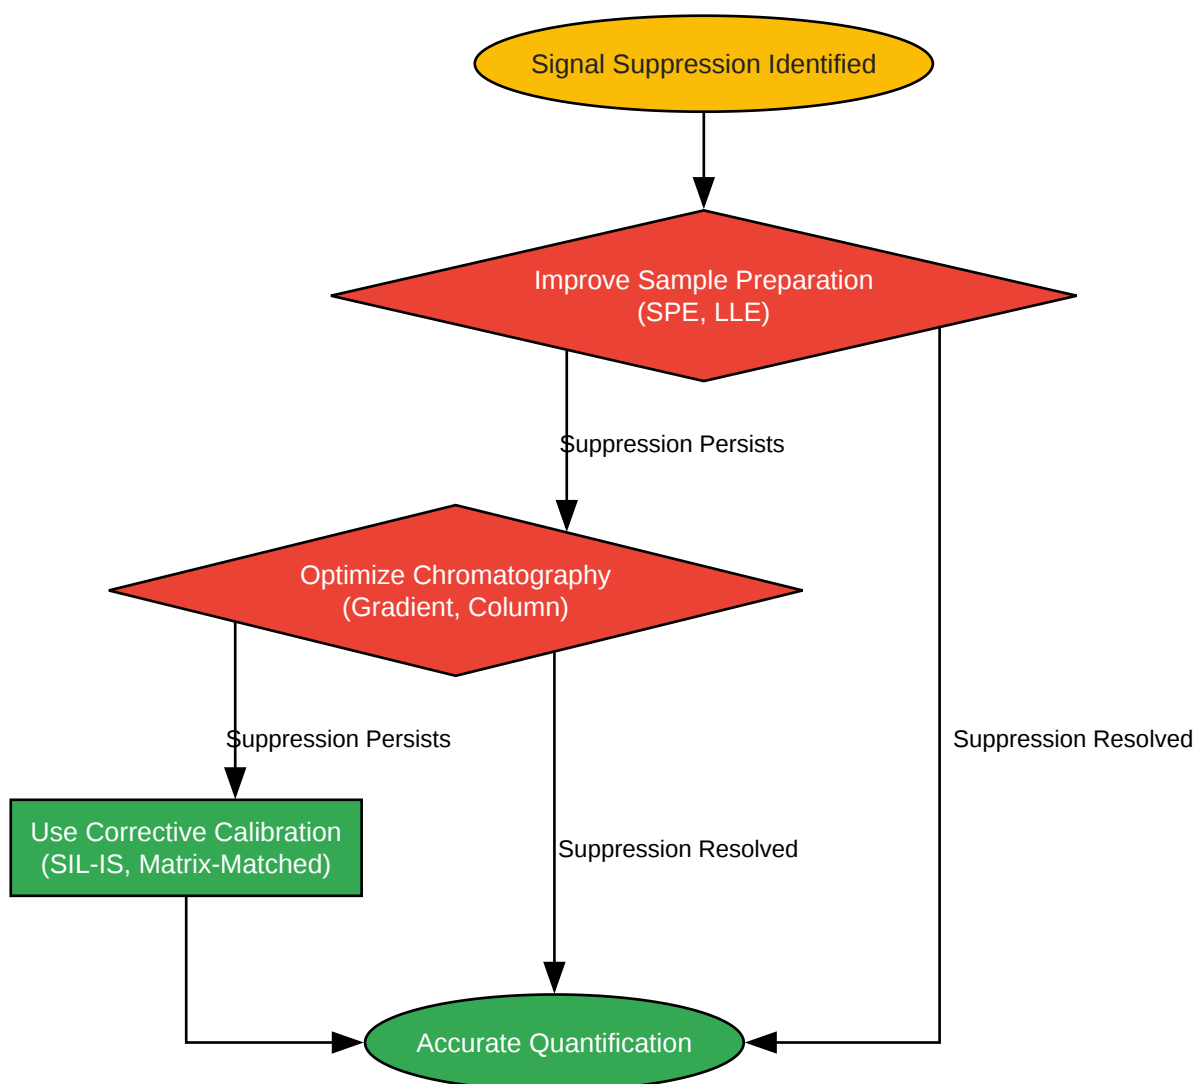 Signal Suppression Identified
Improve Sample Preparation
(SPE, LLE)
Suppression Persists
Optimize Chromatography
(Gradient, Column)
Suppression Persists
Suppression Resolved
Use Corrective Calibration
(SIL-IS, Matrix-Matched)
Suppression Resolved
Accurate Quantification